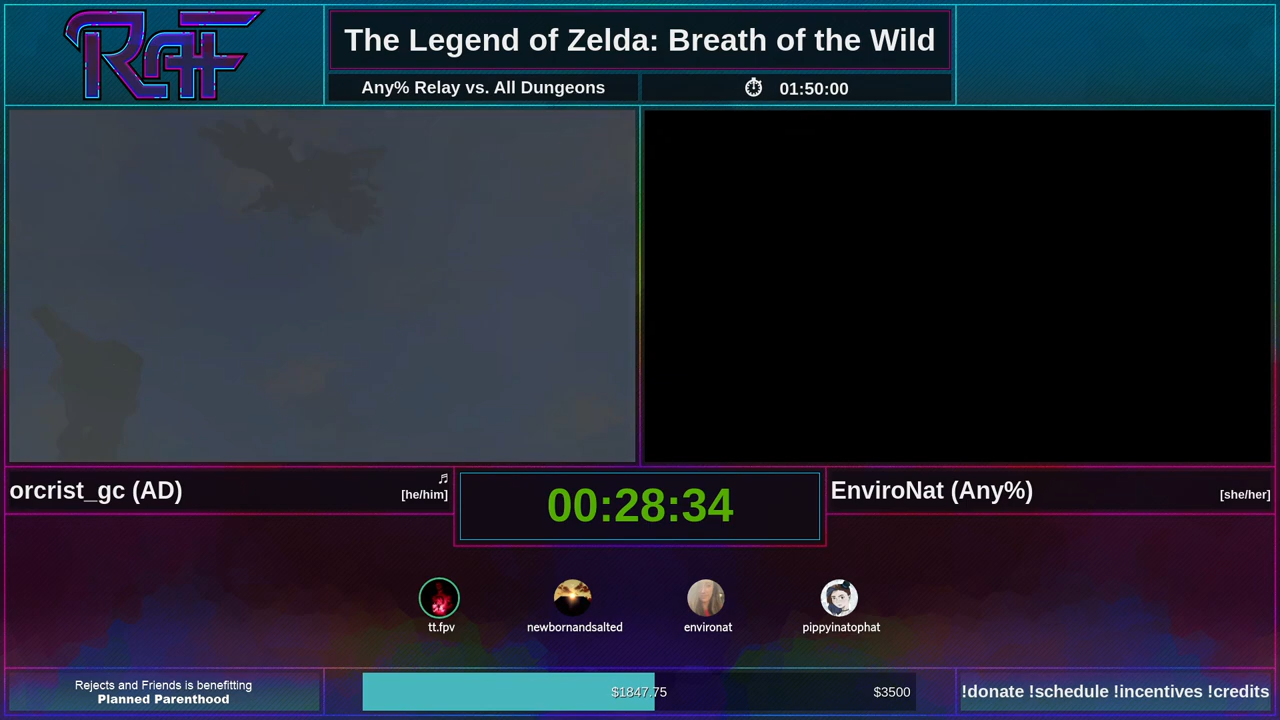 RAF
The Legend of Zelda: Breath of the Wild
Any% Relay vs. All Dungeons
01:50:00
orcrist_gc (AD)
[he/him]
00:28:34
EnviroNat (Any%)
[she/her]
tt.fpv
newbornandsalted
environat
pippyinatophat
Rejects and Friends is benefitting
Planned Parenthood
$1847.75
$3500
!donate !schedule !incentives !credits